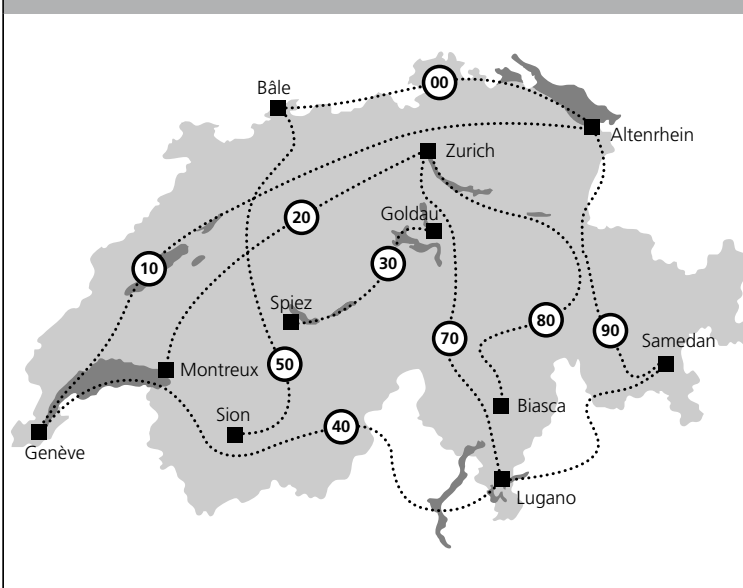 00
Bâle
Altenrhein
Zurich
20
Goldau
10
30
Spiez
80
70
90
Samedan
50
Montreux
Biasca
Sion
40
Genève
Lugano